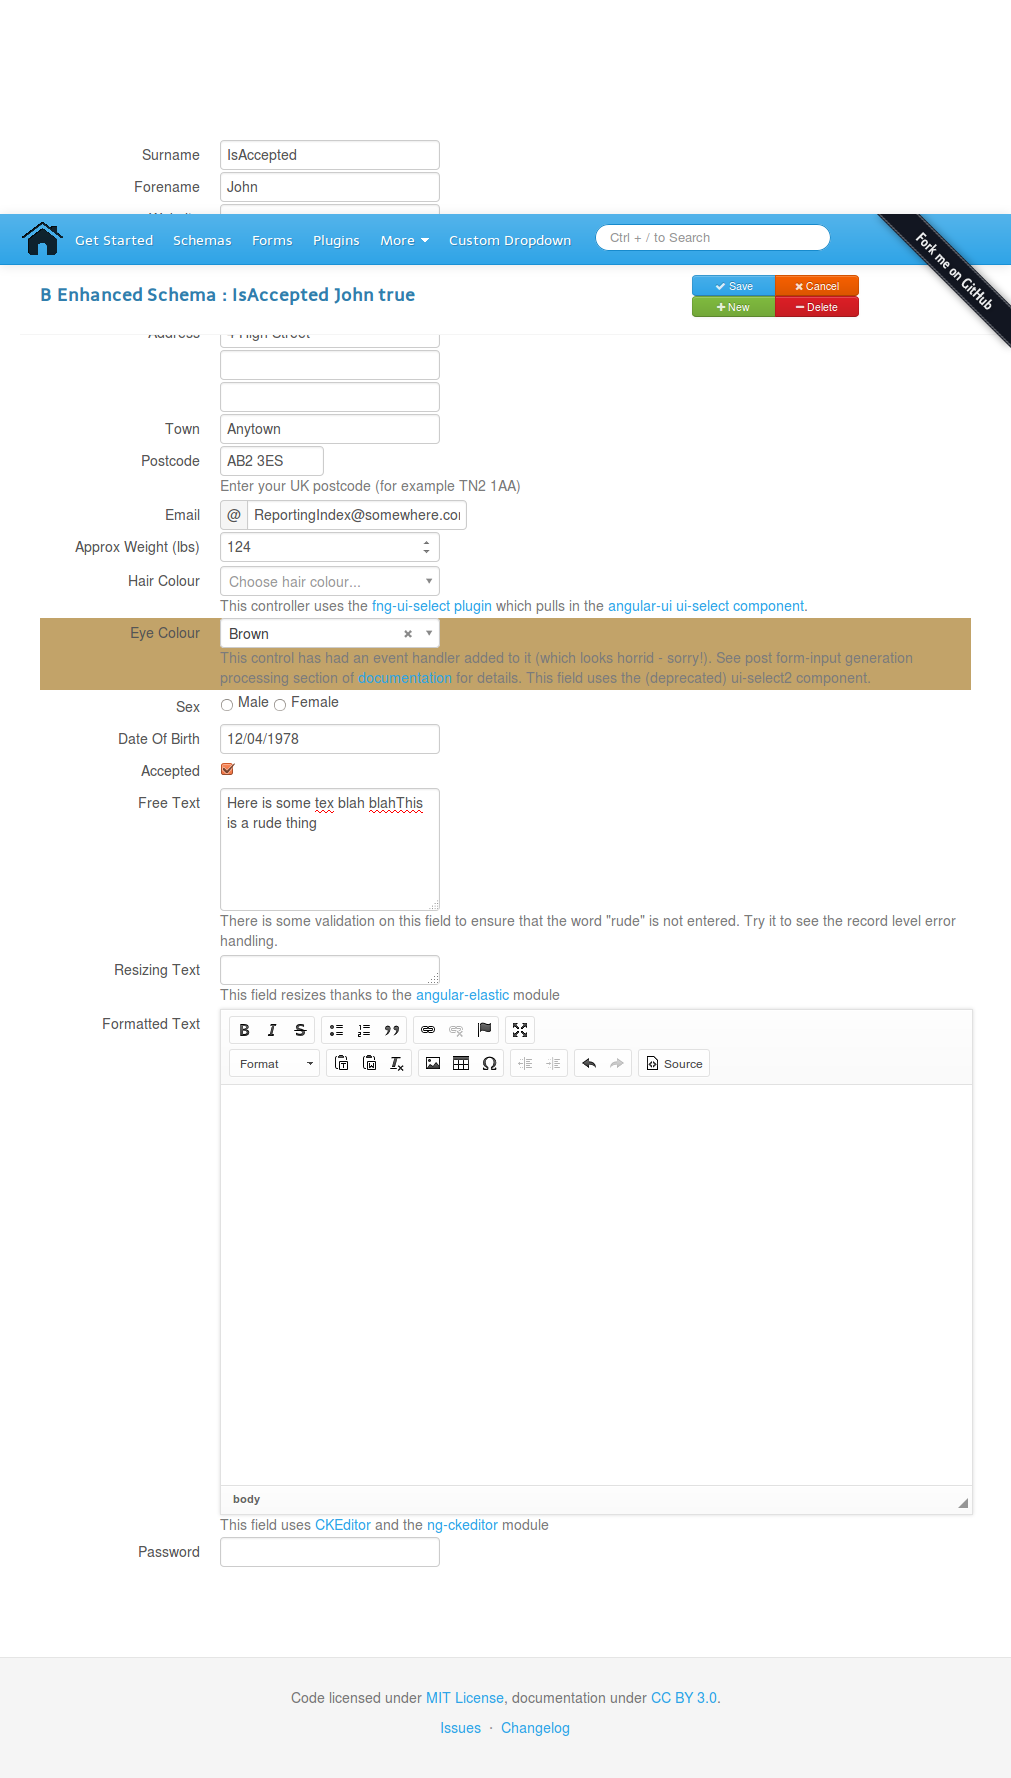 Surname IsAccepted
Forename John
Get Started Schemas Forms Plugins More Custom Dropdown Ctrl + / to Search
Fork me on GitHub
B Enhanced Schema : IsAccepted John true
Save Cancel
New Delete
Address 4 High Street
Town Anytown
Postcode AB2 3ES
Enter your UK postcode (for example TN2 1AA)
Email @ ReportingIndex@somewhere.co
Approx Weight (lbs) 124
Hair Colour Choose hair colour...
This controller uses the fng-ui-select plugin which pulls in the angular-ui ui-select component.
Eye Colour Brown
This control has had an event handler added to it (which looks horrid - sorry!). See post form-input generation
processing section of documentation for details. This field uses the (deprecated) ui-select2 component.
Sex Male Female
Date Of Birth 12/04/1978
Accepted
Free Text Here is some tex blah blahThis
is a rude thing
There is some validation on this field to ensure that the word "rude" is not entered. Try it to see the record level error
handling.
Resizing Text
This field resizes thanks to the angular-elastic module
Formatted Text
Format Source
body
This field uses CKEditor and the ng-ckeditor module
Password
Code licensed under MIT License, documentation under CC BY 3.0.
Issues · Changelog